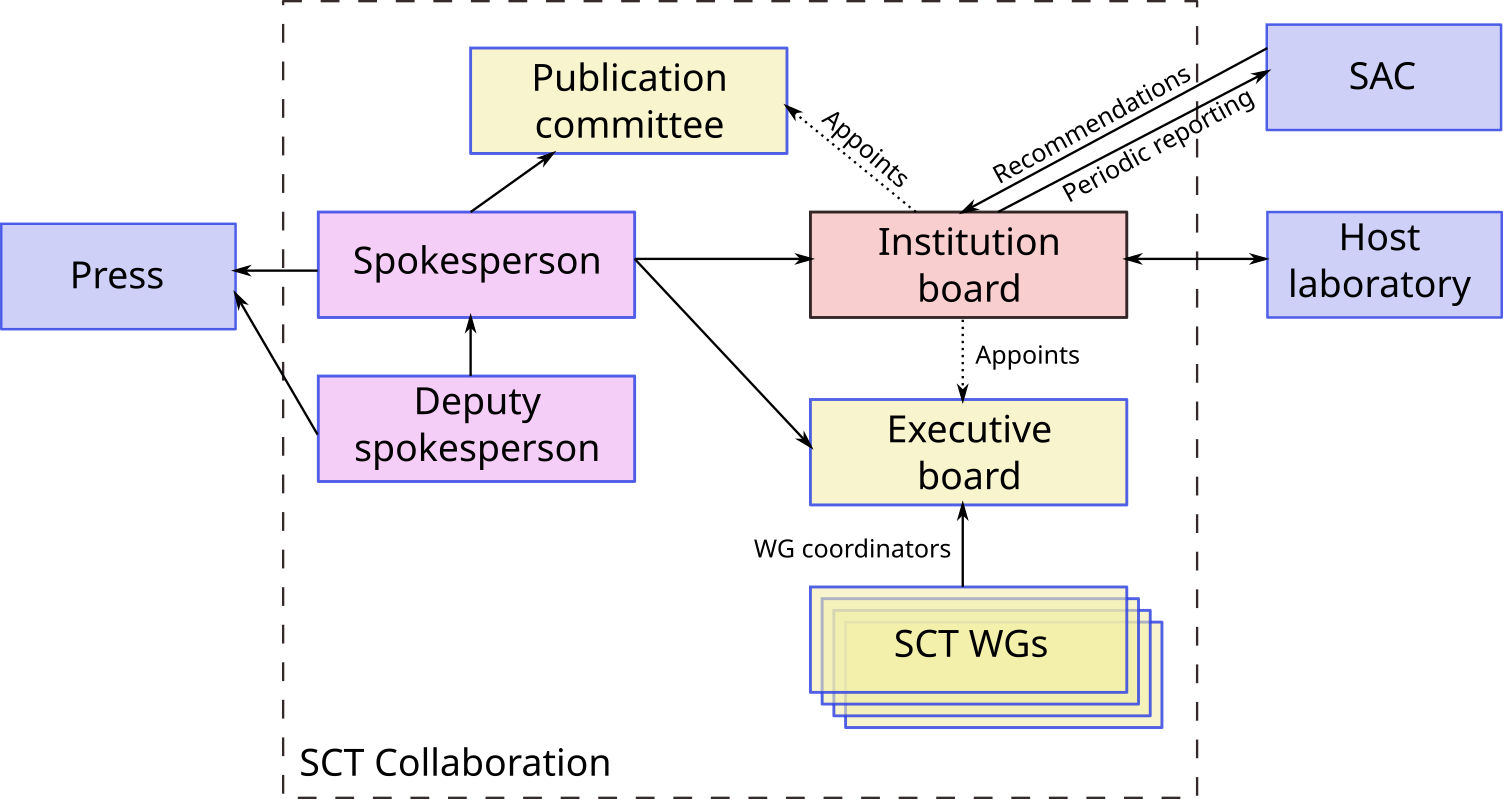 Publication
committee
SAC
Appoints
Recommendations
Periodic reporting
Press
Spokesperson
Institution
board
Host
laboratory
Appoints
Deputy
spokesperson
Executive
board
WG coordinators
SCT WGs
SCT Collaboration